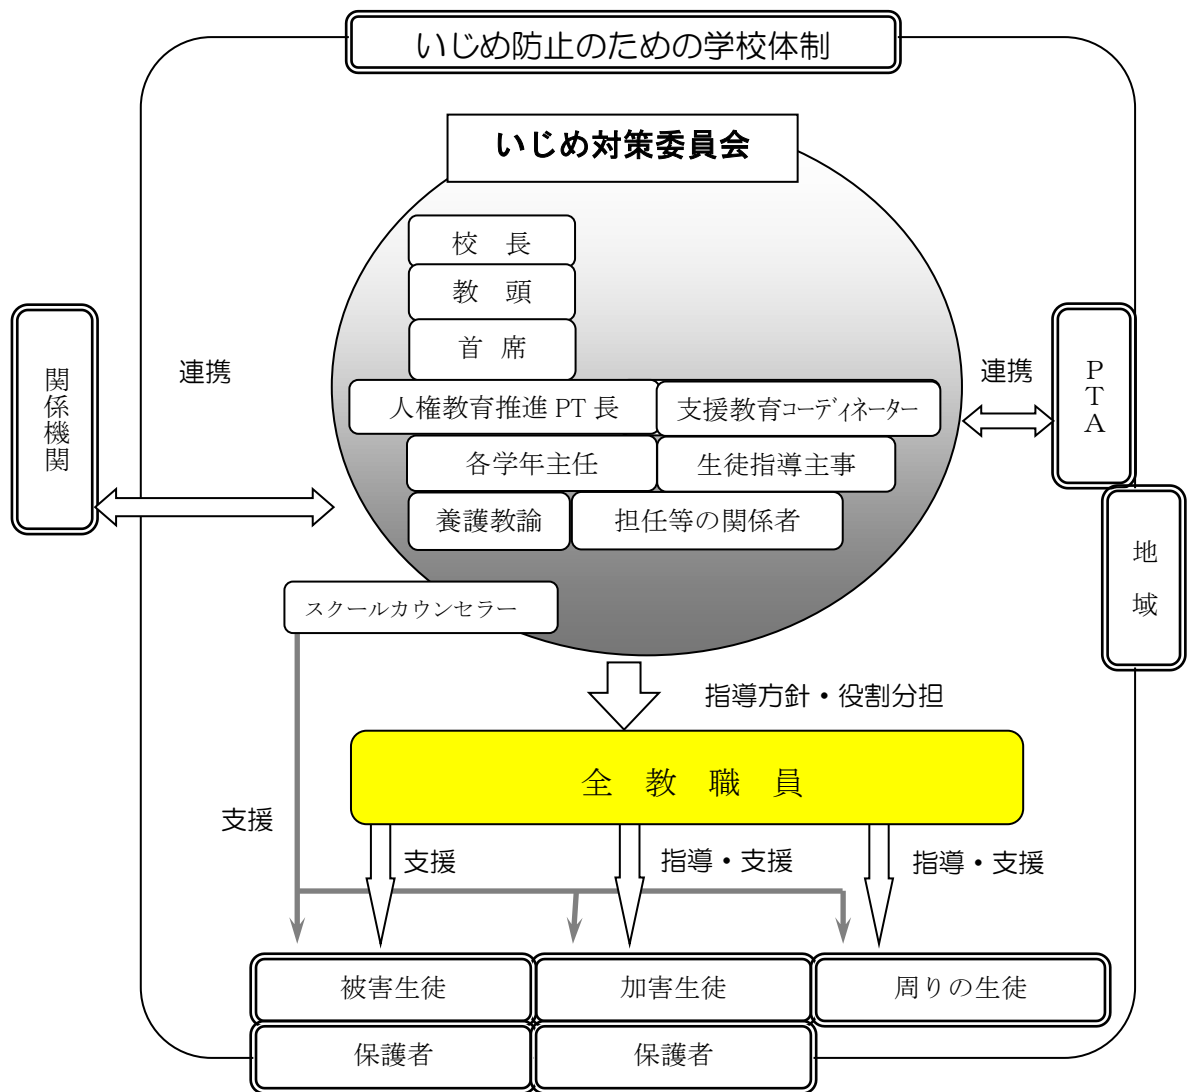 いじめ防止のための学校体制
いじめ対策委員会
校 長
教 頭
首 席
人権教育推進 PT 長
支援教育コーディネーター
各学年主任
生徒指導主事
養護教諭
担任等の関係者
スクールカウンセラー
関係機関
連携
連携
PTA
地域
指導方針・役割分担
全 教 職 員
支援
支援
指導・支援
指導・支援
被害生徒
加害生徒
周りの生徒
保護者
保護者